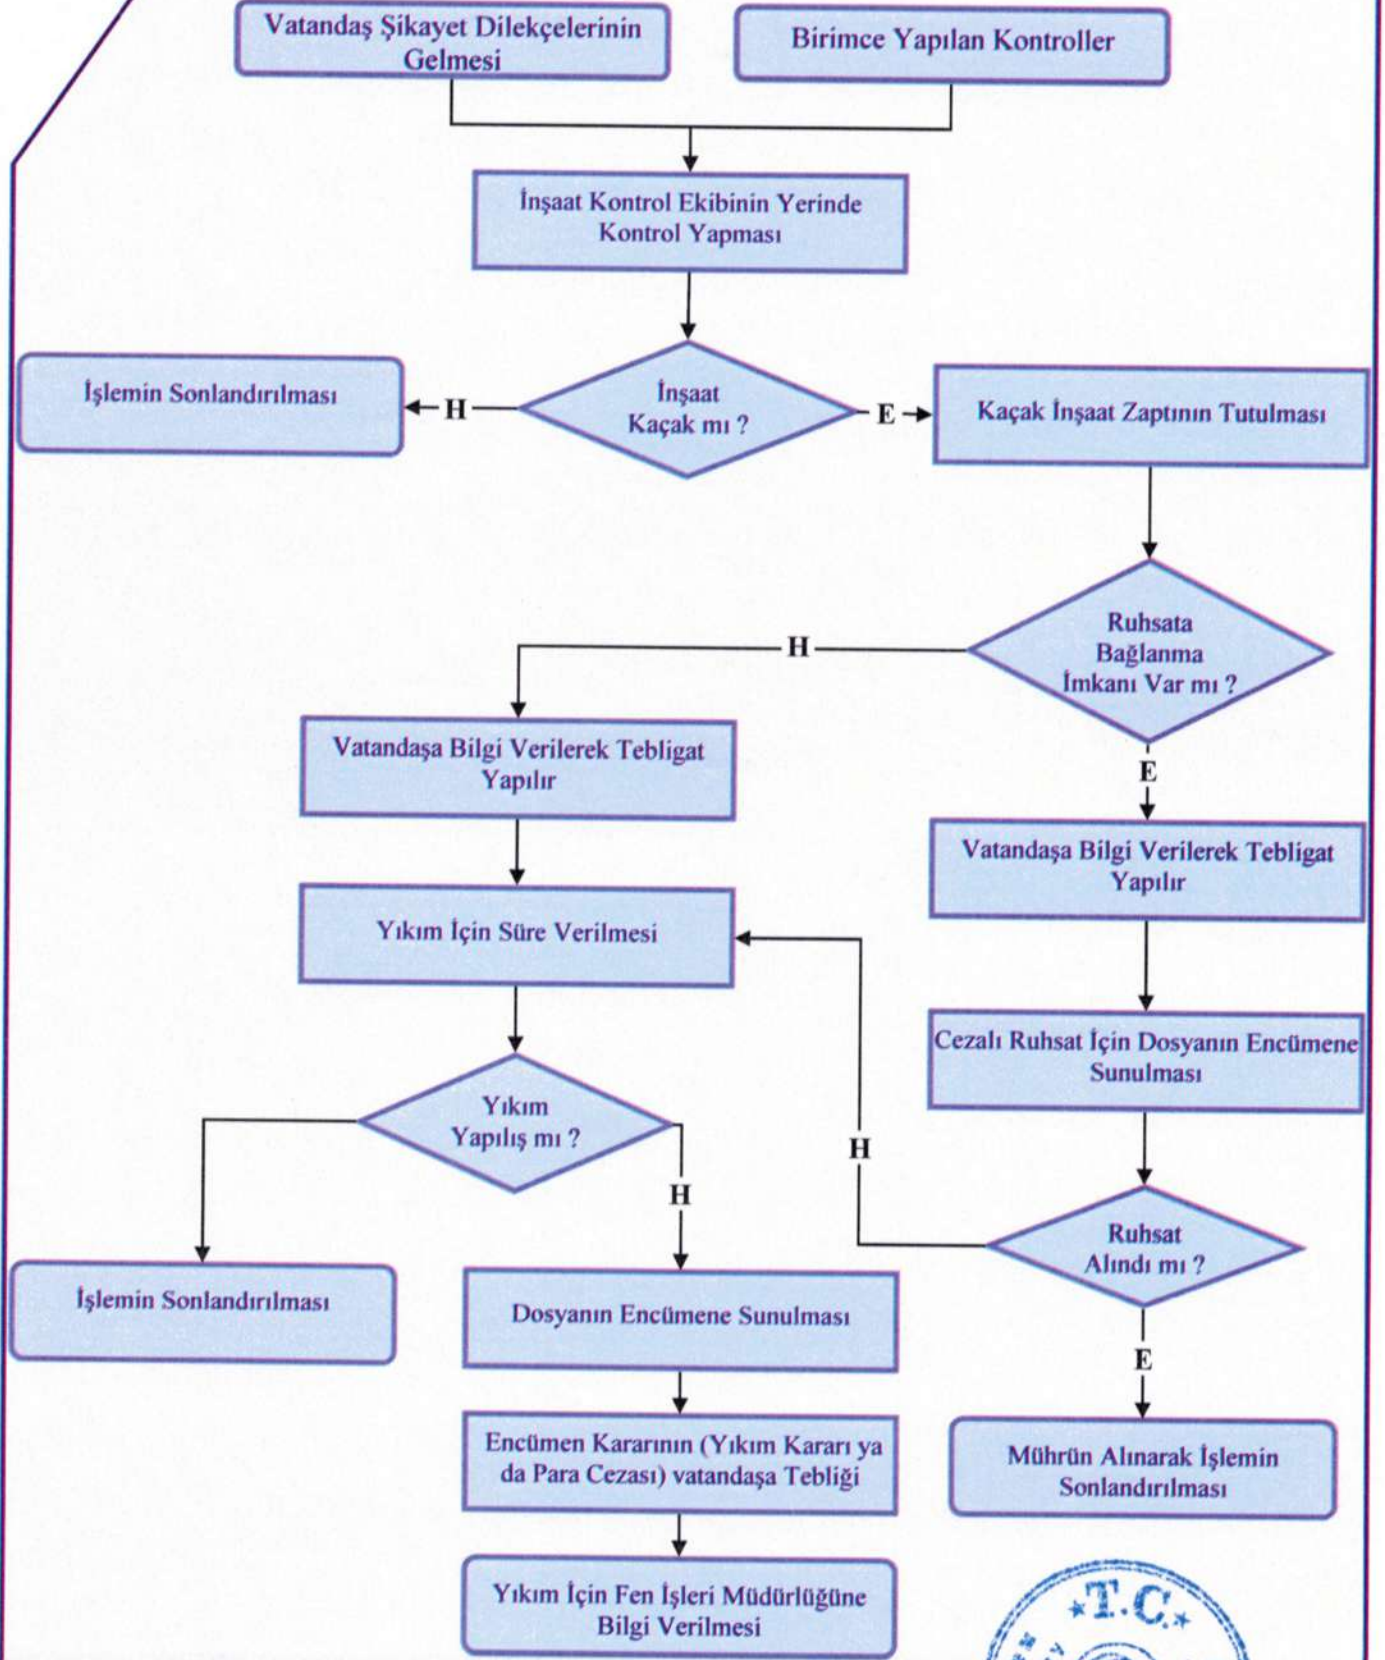 Vatandaş Şikayet Dilekçelerinin
Gelmesi
Birimce Yapılan Kontroller
İnşaat Kontrol Ekibinin Yerinde
Kontrol Yapması
İşlemin Sonlandırılması
H
İnşaat
Kaçak mı ?
E
Kaçak İnşaat Zaptının Tutulması
Ruhsata
Bağlanma
İmkanı Var mı ?
H
E
Vatandaşa Bilgi Verilerek Tebligat
Yapılır
Vatandaşa Bilgi Verilerek Tebligat
Yapılır
Yıkım İçin Süre Verilmesi
Cezalı Ruhsat İçin Dosyanın Encümene
Sunulması
Yıkım
Yapılış mı ?
H
H
Ruhsat
Alındı mı ?
E
İşlemin Sonlandırılması
Dosyanın Encümene Sunulması
Encümen Kararının (Yıkım Kararı ya
da Para Cezası) vatandaşa Tebliği
Mührün Alınarak İşlemin
Sonlandırılması
Yıkım İçin Fen İşleri Müdürlüğüne
Bilgi Verilmesi
T.C.